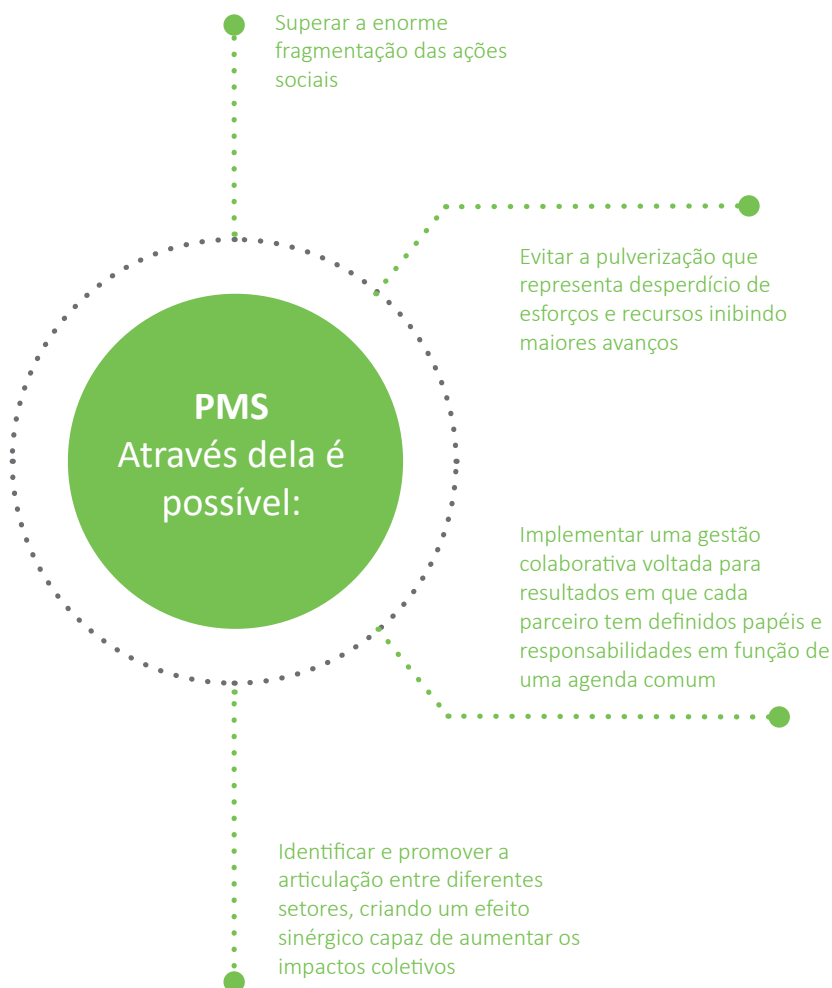 Superar a enorme
fragmentação das ações
sociais
Evitar a pulverização que
representa desperdício de
esforços e recursos inibindo
maiores avanços
PMS
Através dela é
possível:
Implementar uma gestão
colaborativa voltada para
resultados em que cada
parceiro tem definidos papéis e
responsabilidades em função de
uma agenda comum
Identificar e promover a
articulação entre diferentes
setores, criando um efeito
sinérgico capaz de aumentar os
impactos coletivos